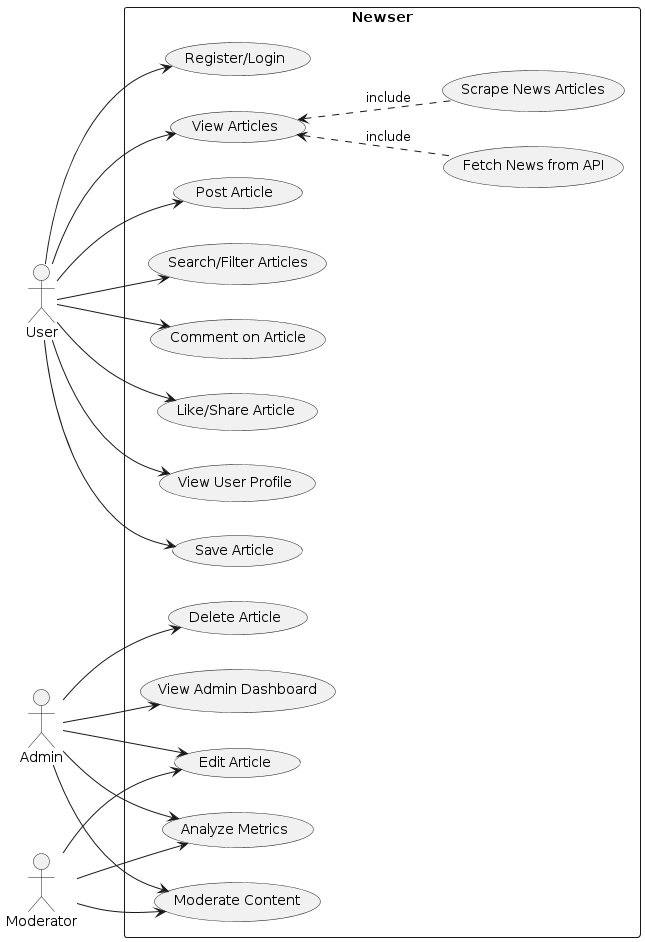 Newser
Register/Login
View Articles
include
Scrape News Articles
include
Fetch News from API
Post Article
Search/Filter Articles
User
Comment on Article
Like/Share Article
View User Profile
Save Article
Delete Article
View Admin Dashboard
Admin
Edit Article
Analyze Metrics
Moderator
Moderate Content